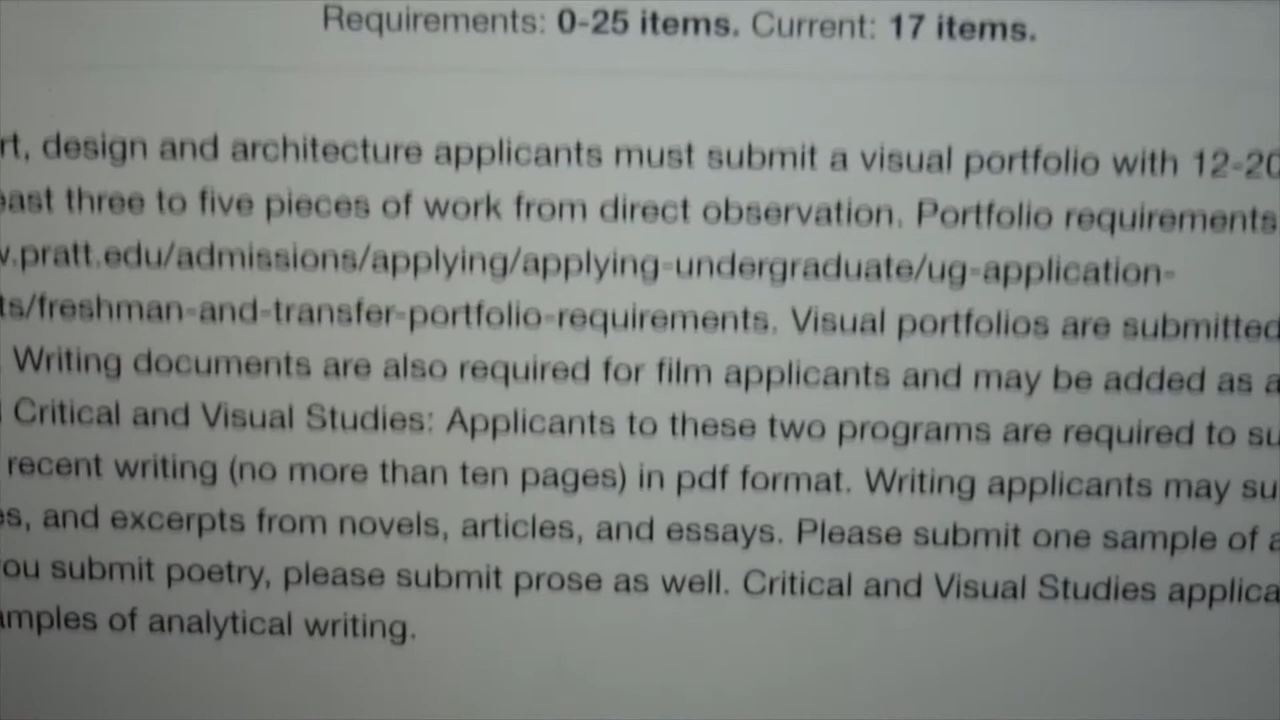 Requirements: 0-25 items. Current: 17 items.
rt, design and architecture applicants must submit a visual portfolio with 12-20
east three to five pieces of work from direct observation. Portfolio requirements
w.pratt.edu/admissions/applying/applying-undergraduate/ug-application-
ts/freshman-and-transfer-portfolio-requirements. Visual portfolios are submitted
. Writing documents are also required for film applicants and may be added as a
Critical and Visual Studies: Applicants to these two programs are required to su
recent writing (no more than ten pages) in pdf format. Writing applicants may su
es, and excerpts from novels, articles, and essays. Please submit one sample of a
ou submit poetry, please submit prose as well. Critical and Visual Studies applica
amples of analytical writing.